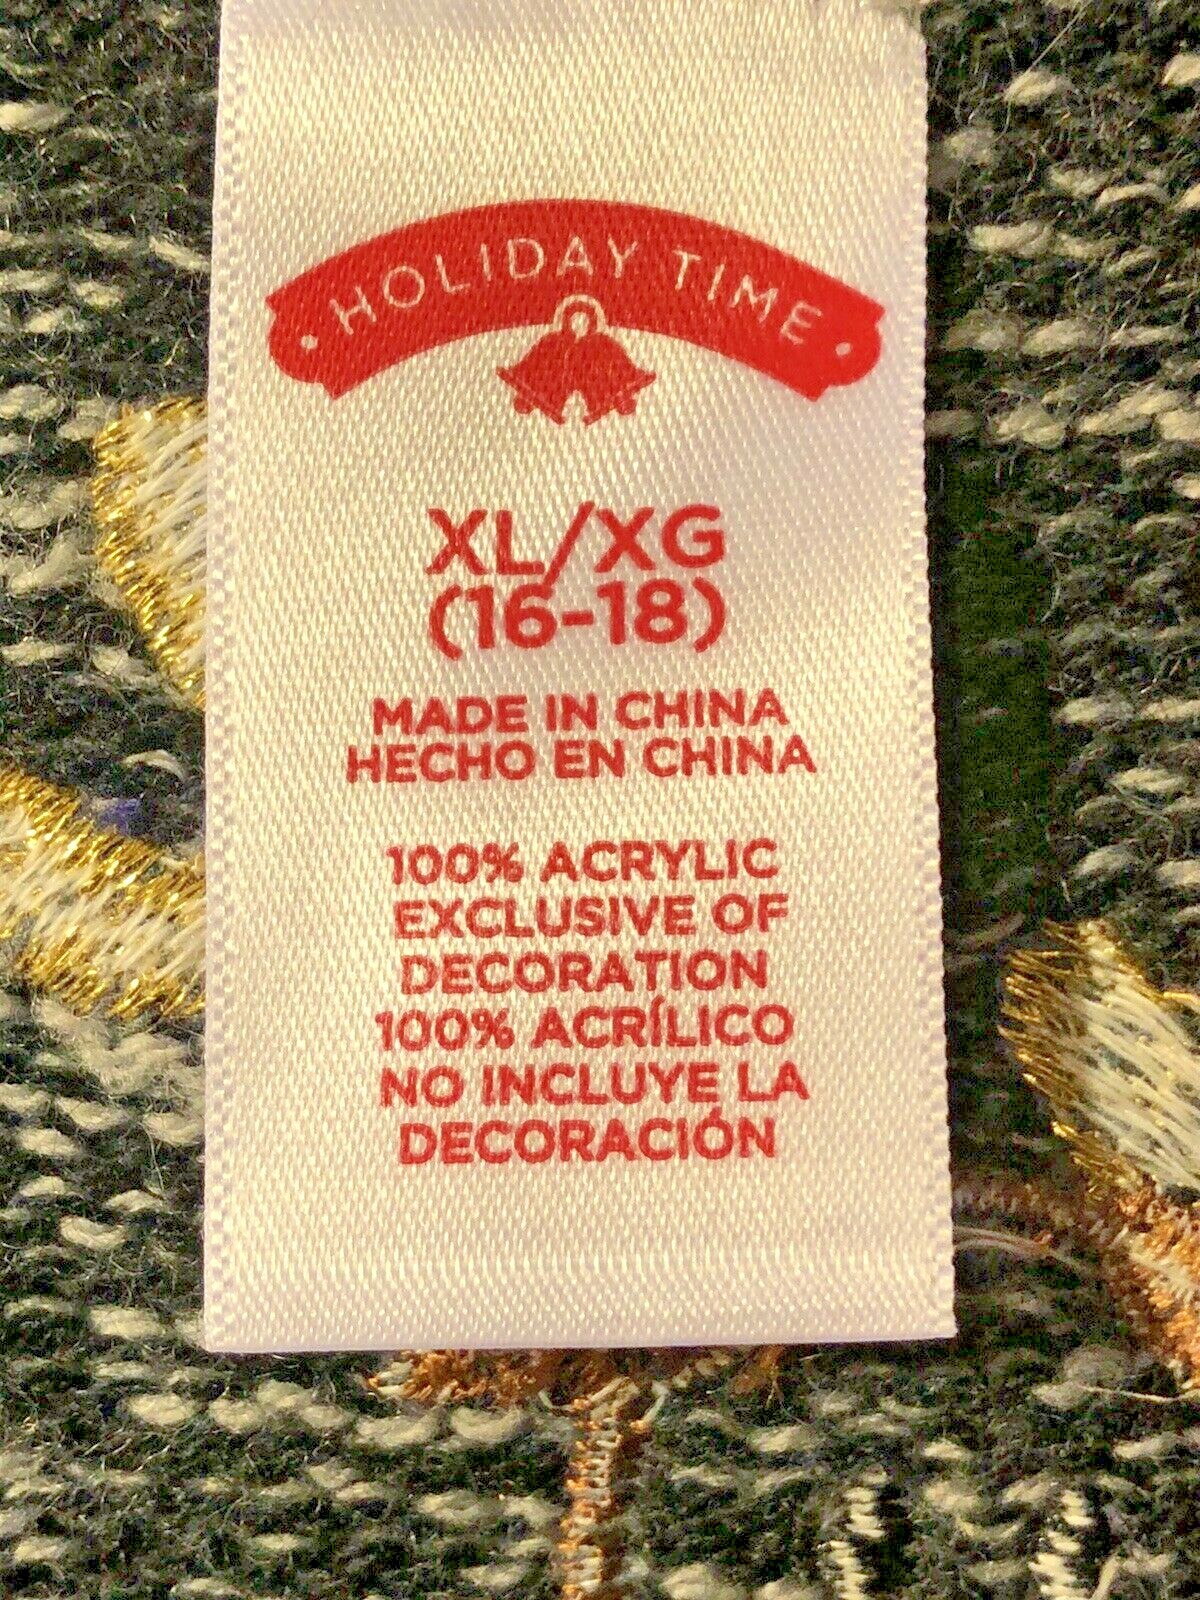 HOLIDAY TIME
XL/XG
(16-18)
MADE IN CHINA
HECHO EN CHINA
100% ACRYLIC
EXCLUSIVE OF
DECORATION
100% ACRÍLICO
NO INCLUYE LA
DECORACIÓN